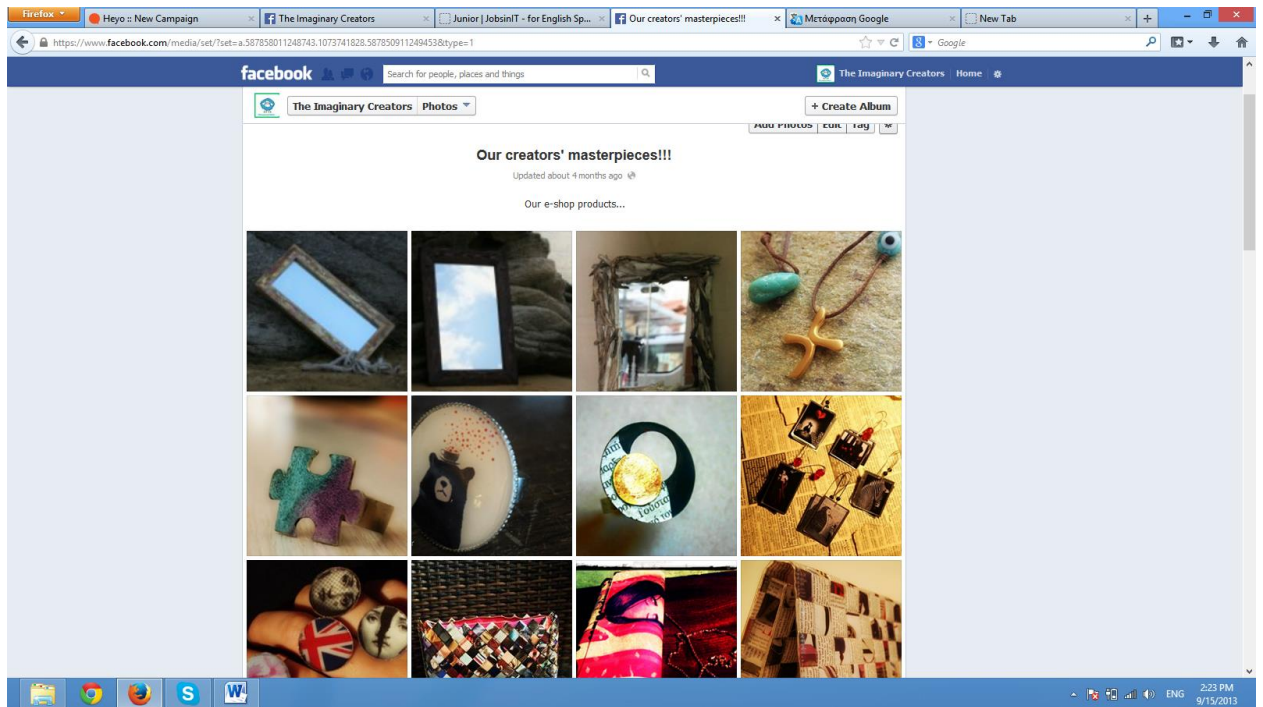 Firefox
Heyo :: New Campaign
The Imaginary Creators
Junior | JobsinIT - for English Sp...
Our creators' masterpieces!!!
Μετάφραση Google
New Tab
https://www.facebook.com/media/set/?set=a.587858011248743.1073741828.587850911249453&type=1
Google
facebook
Search for people, places and things
The Imaginary Creators
Home
The Imaginary Creators
Photos
+ Create Album
Add Photos
Edit
Tag
Our creators' masterpieces!!!
Updated about 4 months ago
Our e-shop products...
ENG
2:23 PM
9/15/2013